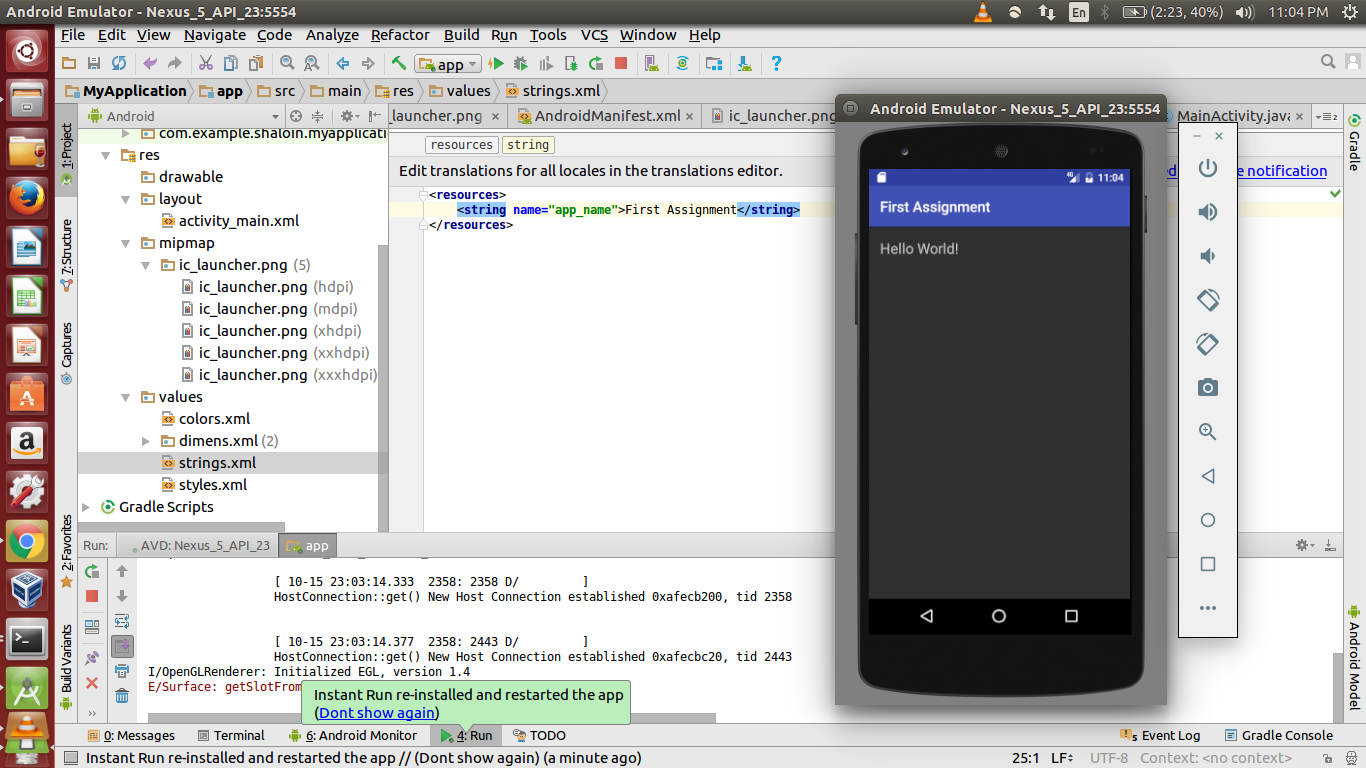 Android Emulator - Nexus_5_API_23:5554
En
(2:23, 40%)
11:04 PM
File Edit View Navigate Code Analyze Refactor Build Run Tools VCS Window Help
app
MyApplication app src main res values strings.xml
Android
_launcher.png
AndroidManifest.xml
ic_launcher.png
MainActivity.java
2
com.example.shaloin.myapplicati
res
drawable
layout
activity_main.xml
mipmap
ic_launcher.png (5)
ic_launcher.png (hdpi)
ic_launcher.png (mdpi)
ic_launcher.png (xhdpi)
ic_launcher.png (xxhdpi)
ic_launcher.png (xxxhdpi)
values
colors.xml
dimens.xml (2)
strings.xml
styles.xml
Gradle Scripts
1: Project
7: Structure
Captures
2: Favorites
Build Variants
resources string
Edit translations for all locales in the translations editor.
notification
<resources>
<string name="app_name">First Assignment</string>
</resources>
Android Emulator - Nexus_5_API_23:5554
11:04
First Assignment
Hello World!
Gradle
Android Model
Run: AVD: Nexus_5_API_23 app
[ 10-15 23:03:14.333 2358: 2358 D/ ]
HostConnection::get() New Host Connection established 0xafecb200, tid 2358
[ 10-15 23:03:14.377 2358: 2443 D/ ]
HostConnection::get() New Host Connection established 0xafecbc20, tid 2443
I/OpenGLRenderer: Initialized EGL, version 1.4
E/Surface: getSlotFrom
Instant Run re-installed and restarted the app
(Dont show again)
0: Messages Terminal 6: Android Monitor 4: Run TODO
5 Event Log Gradle Console
Instant Run re-installed and restarted the app // (Dont show again) (a minute ago)
25:1 LF UTF-8 Context: <no context>